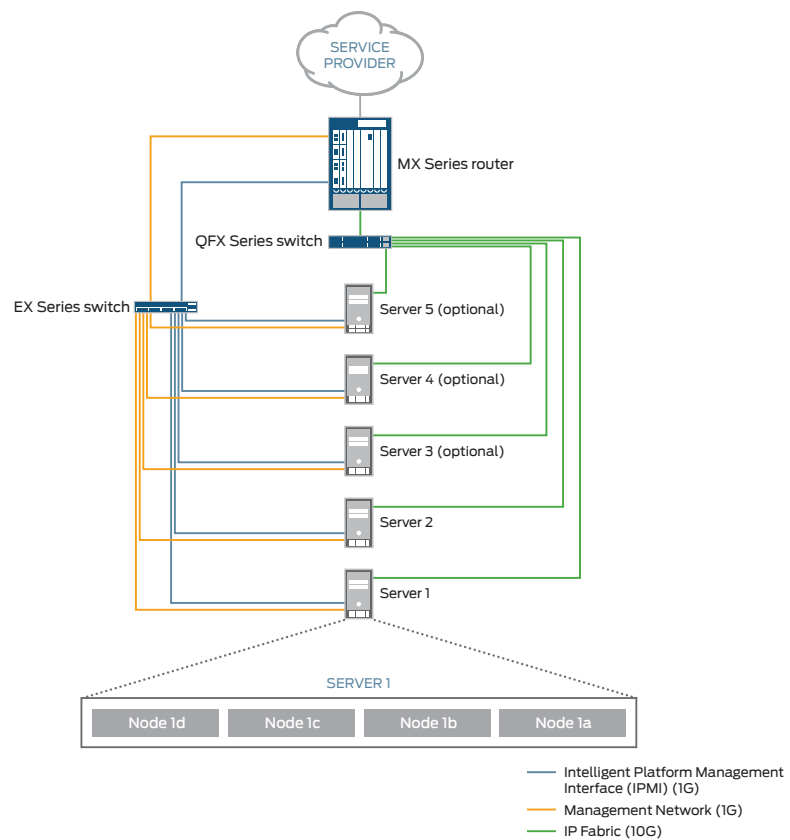 SERVICE
PROVIDER
MX Series router
QFX Series switch
EX Series switch
Server 5 (optional)
Server 4 (optional)
Server 3 (optional)
Server 2
Server 1
SERVER 1
Node 1d
Node 1c
Node 1b
Node 1a
Intelligent Platform Management
Interface (IPMI) (1G)
Management Network (1G)
IP Fabric (10G)